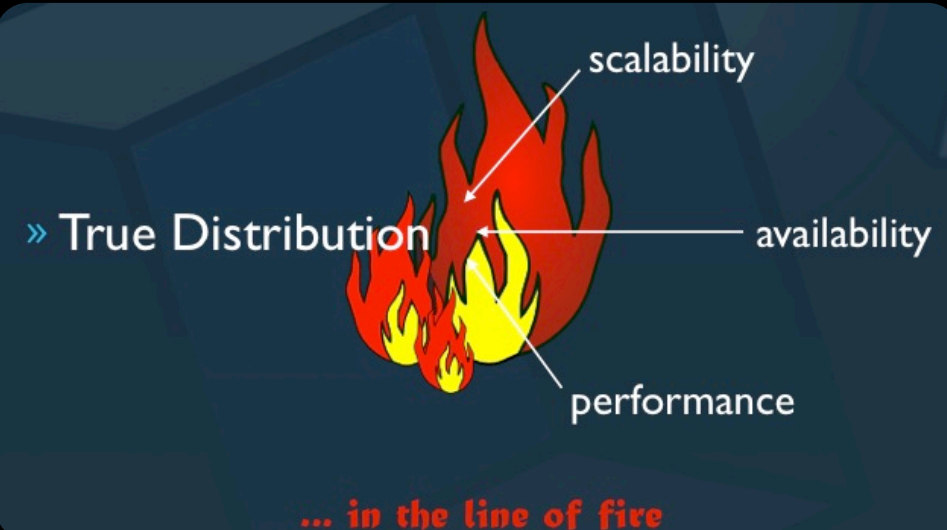 scalability
» True Distribution
availability
performance
... in the line of fire